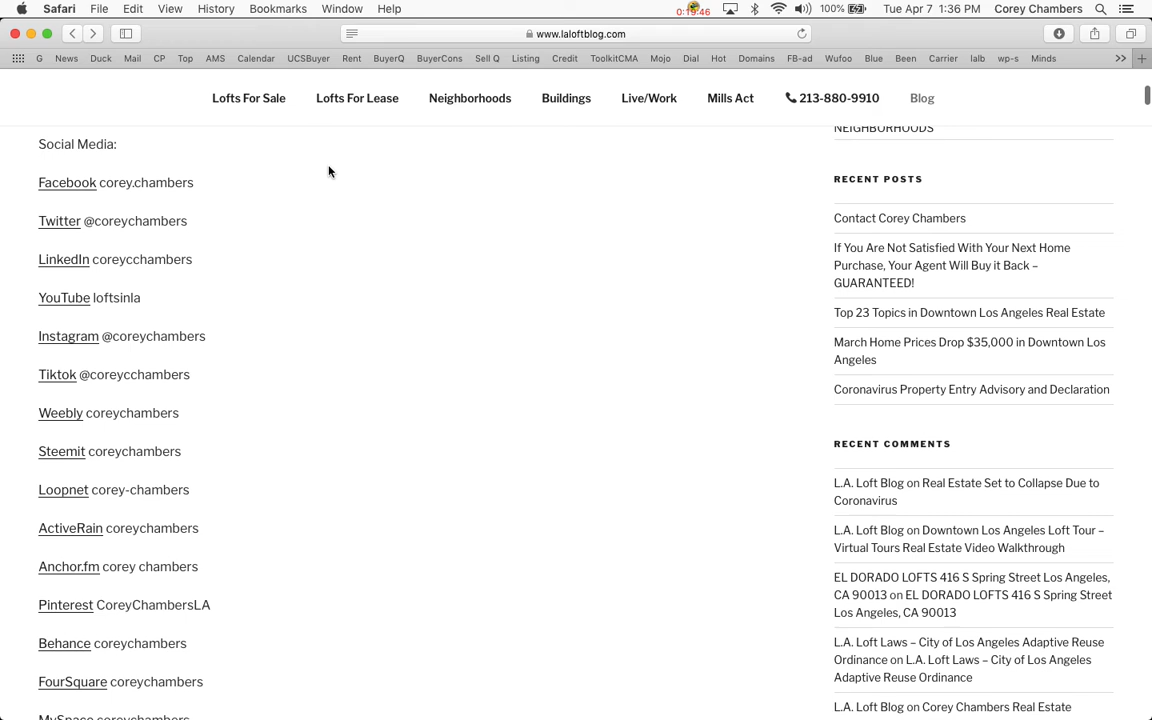 Safari File Edit View History Bookmarks Window Help 0:19:46 100% Tue Apr 7 1:36 PM Corey Chambers
www.laloftblog.com
G News Duck Mail CP Top AMS Calendar UCSBuyer Rent BuyerQ BuyerCons Sell Q Listing Credit ToolkitCMA Mojo Dial Hot Domains FB-ad Wufoo Blue Been Carrier lalb wp-s Minds >> +
Lofts For Sale Lofts For Lease Neighborhoods Buildings Live/Work Mills Act 213-880-9910 Blog
Social Media:
Facebook corey.chambers
Twitter @coreychambers
LinkedIn coreycchambers
YouTube loftsinla
Instagram @coreychambers
Tiktok @coreycchambers
Weebly coreychambers
Steemit coreychambers
Loopnet corey-chambers
ActiveRain coreychambers
Anchor.fm corey chambers
Pinterest CoreyChambersLA
Behance coreychambers
FourSquare coreychambers
MySpace coreychambers
NEIGHBORHOODS
RECENT POSTS
Contact Corey Chambers
If You Are Not Satisfied With Your Next Home
Purchase, Your Agent Will Buy it Back –
GUARANTEED!
Top 23 Topics in Downtown Los Angeles Real Estate
March Home Prices Drop $35,000 in Downtown Los
Angeles
Coronavirus Property Entry Advisory and Declaration
RECENT COMMENTS
L.A. Loft Blog on Real Estate Set to Collapse Due to
Coronavirus
L.A. Loft Blog on Downtown Los Angeles Loft Tour –
Virtual Tours Real Estate Video Walkthrough
EL DORADO LOFTS 416 S Spring Street Los Angeles,
CA 90013 on EL DORADO LOFTS 416 S Spring Street
Los Angeles, CA 90013
L.A. Loft Laws – City of Los Angeles Adaptive Reuse
Ordinance on L.A. Loft Laws – City of Los Angeles
Adaptive Reuse Ordinance
L.A. Loft Blog on Corey Chambers Real Estate